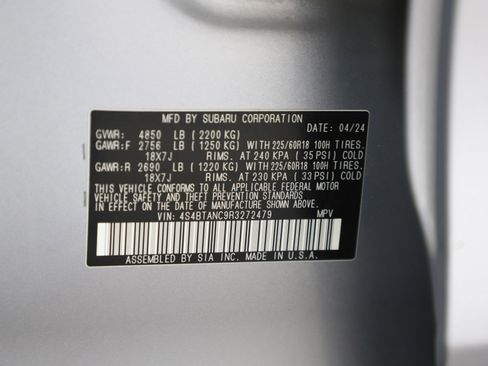 MFD BY SUBARU CORPORATION
DATE: 04/24
GVWR: 4850 LB (2200 KG)
GAWR:F 2756 LB (1250 KG) WITH 225/60R18 100H TIRES.
18X7J RIMS. AT 240 KPA (35 PSI) COLD
GAWR:R 2690 LB (1220 KG) WITH 225/60R18 100H TIRES.
18X7J RIMS. AT 230 KPA (33 PSI) COLD
THIS VEHICLE CONFORMS TO ALL APPLICABLE FEDERAL MOTOR
VEHICLE SAFETY AND THEFT PREVENTION STANDARDS
IN EFFECT ON THE DATE OF MANUFACTURE SHOWN ABOVE.
VIN: 4S4BTANC9R3272479 MPV
ASSEMBLED BY SIA INC. MADE IN U.S.A.